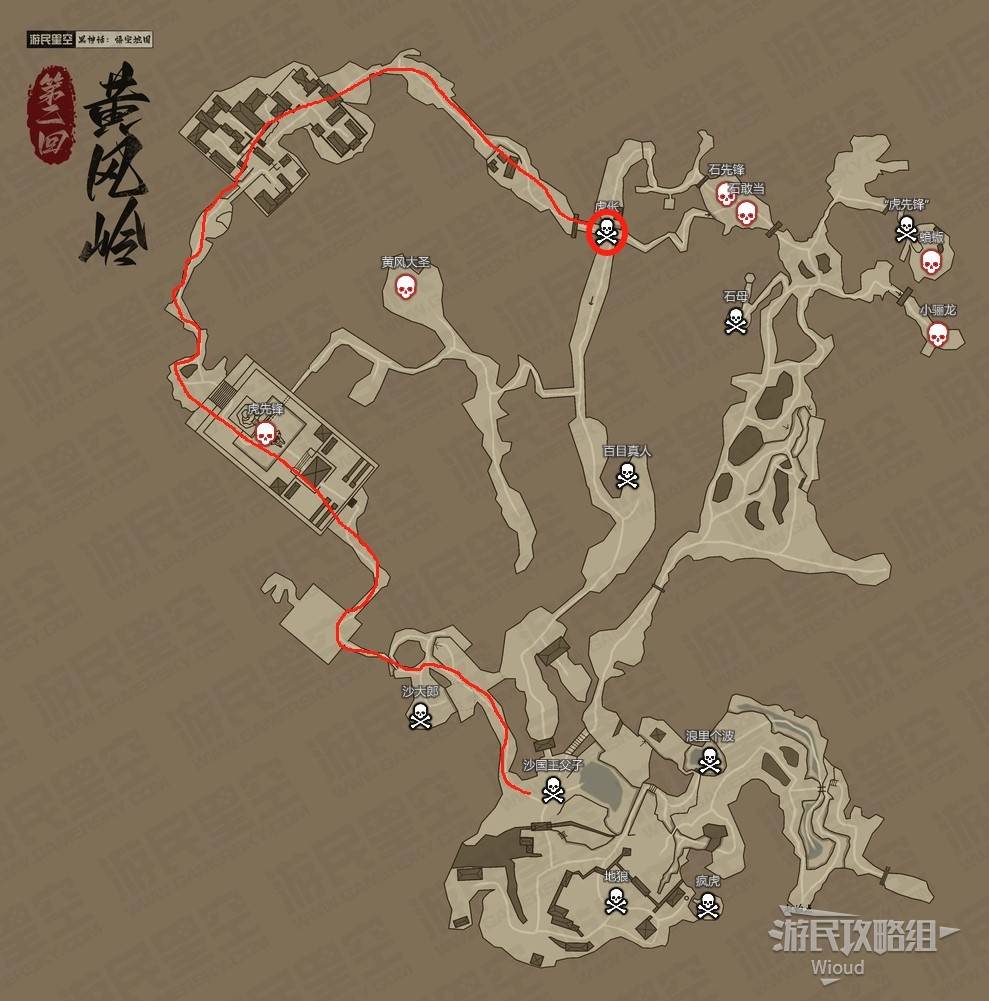 游民星空 黑神话：悟空地图
第二回
黄风岭
石先锋
石敢当
虎伥
"虎先锋"
蝜蝂
黄风大圣
石母
小骊龙
虎先锋
百目真人
沙大郎
浪里个波
沙国王父子
地狼
疯虎
游民攻略组
Wioud